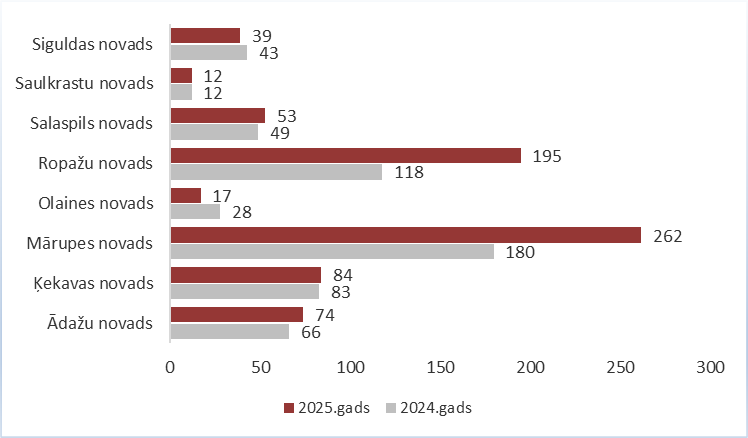 Siguldas novads
39
43
Saulkrastu novads
12
12
Salaspils novads
53
49
Ropažu novads
195
118
Olaines novads
17
28
Mārupes novads
262
180
Ķekavas novads
84
83
Ādažu novads
74
66
0 50 100 150 200 250 300
2025.gads 2024.gads